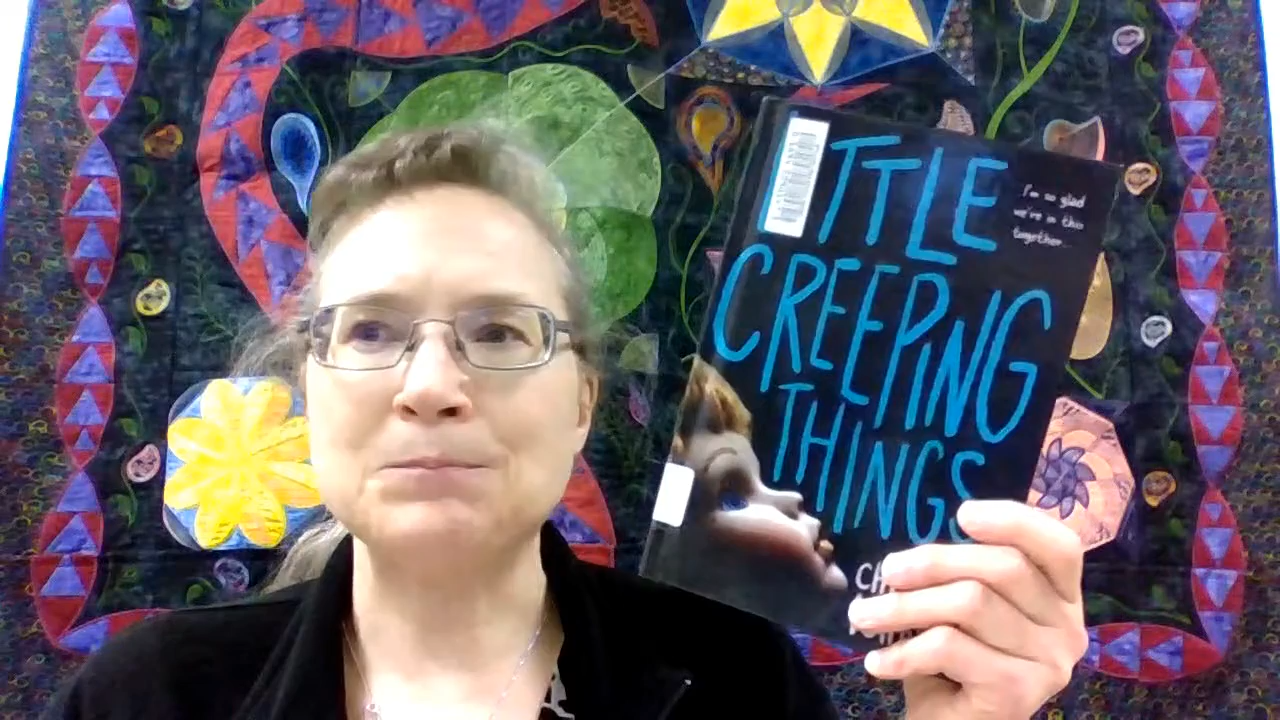 TTLE
I'm so glad
we're in this
together...
CREEPING
THINGS